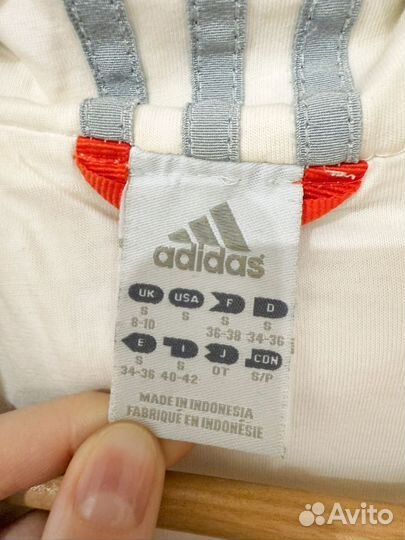 adidas
UK USA F D
S S S S
8-10 36-38 34-36
E I J CDN
S S OT S/P
34-36 40-42
MADE IN INDONESIA
FABRIQUÉ EN INDONÉSIE
Avito